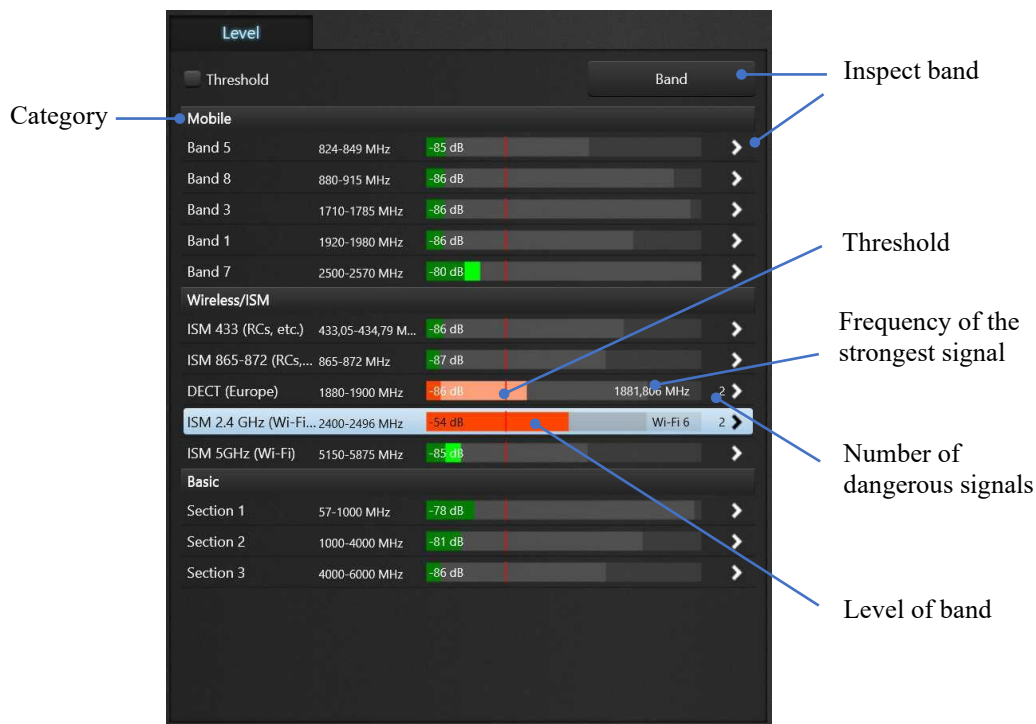 Level
Threshold Band Inspect band
Category Mobile
Band 5 824-849 MHz -85 dB
Band 8 880-915 MHz -86 dB
Band 3 1710-1785 MHz -86 dB
Band 1 1920-1980 MHz -86 dB Threshold
Band 7 2500-2570 MHz -80 dB
Wireless/ISM
ISM 433 (RCs, etc.) 433,05-434,79 M... -86 dB Frequency of the
ISM 865-872 (RCs,... 865-872 MHz -87 dB strongest signal
DECT (Europe) 1880-1900 MHz -86 dB 1881,806 MHz 2
ISM 2.4 GHz (Wi-Fi... 2400-2496 MHz -54 dB Wi-Fi 6 2
ISM 5GHz (Wi-Fi) 5150-5875 MHz -85 dB Number of
Basic dangerous signals
Section 1 57-1000 MHz -78 dB
Section 2 1000-4000 MHz -81 dB
Section 3 4000-6000 MHz -86 dB
Level of band